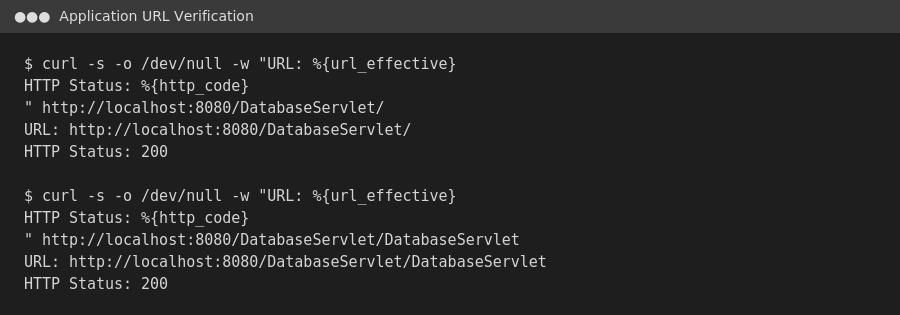 Application URL Verification
$ curl -s -o /dev/null -w "URL: %{url_effective}
HTTP Status: %{http_code}
" http://localhost:8080/DatabaseServlet/
URL: http://localhost:8080/DatabaseServlet/
HTTP Status: 200
$ curl -s -o /dev/null -w "URL: %{url_effective}
HTTP Status: %{http_code}
" http://localhost:8080/DatabaseServlet/DatabaseServlet
URL: http://localhost:8080/DatabaseServlet/DatabaseServlet
HTTP Status: 200